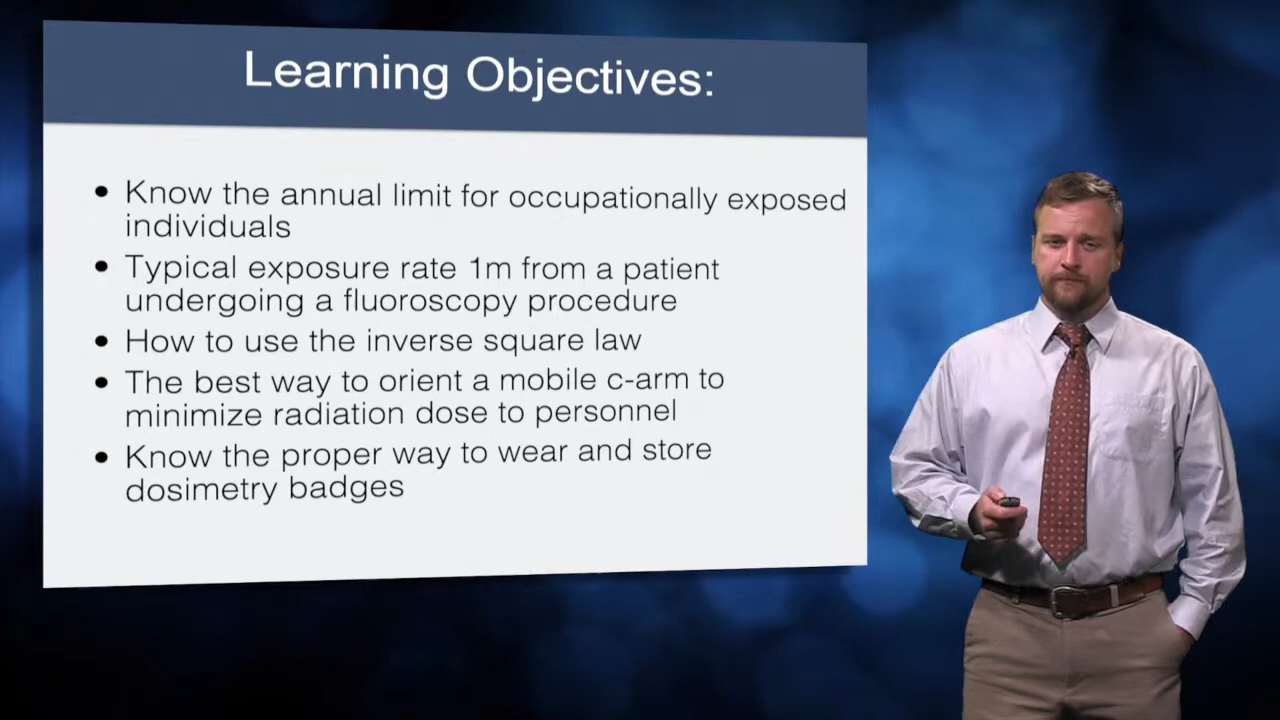 Learning Objectives:
• Know the annual limit for occupationally exposed
individuals
• Typical exposure rate 1m from a patient
undergoing a fluoroscopy procedure
• How to use the inverse square law
• The best way to orient a mobile c-arm to
minimize radiation dose to personnel
• Know the proper way to wear and store
dosimetry badges